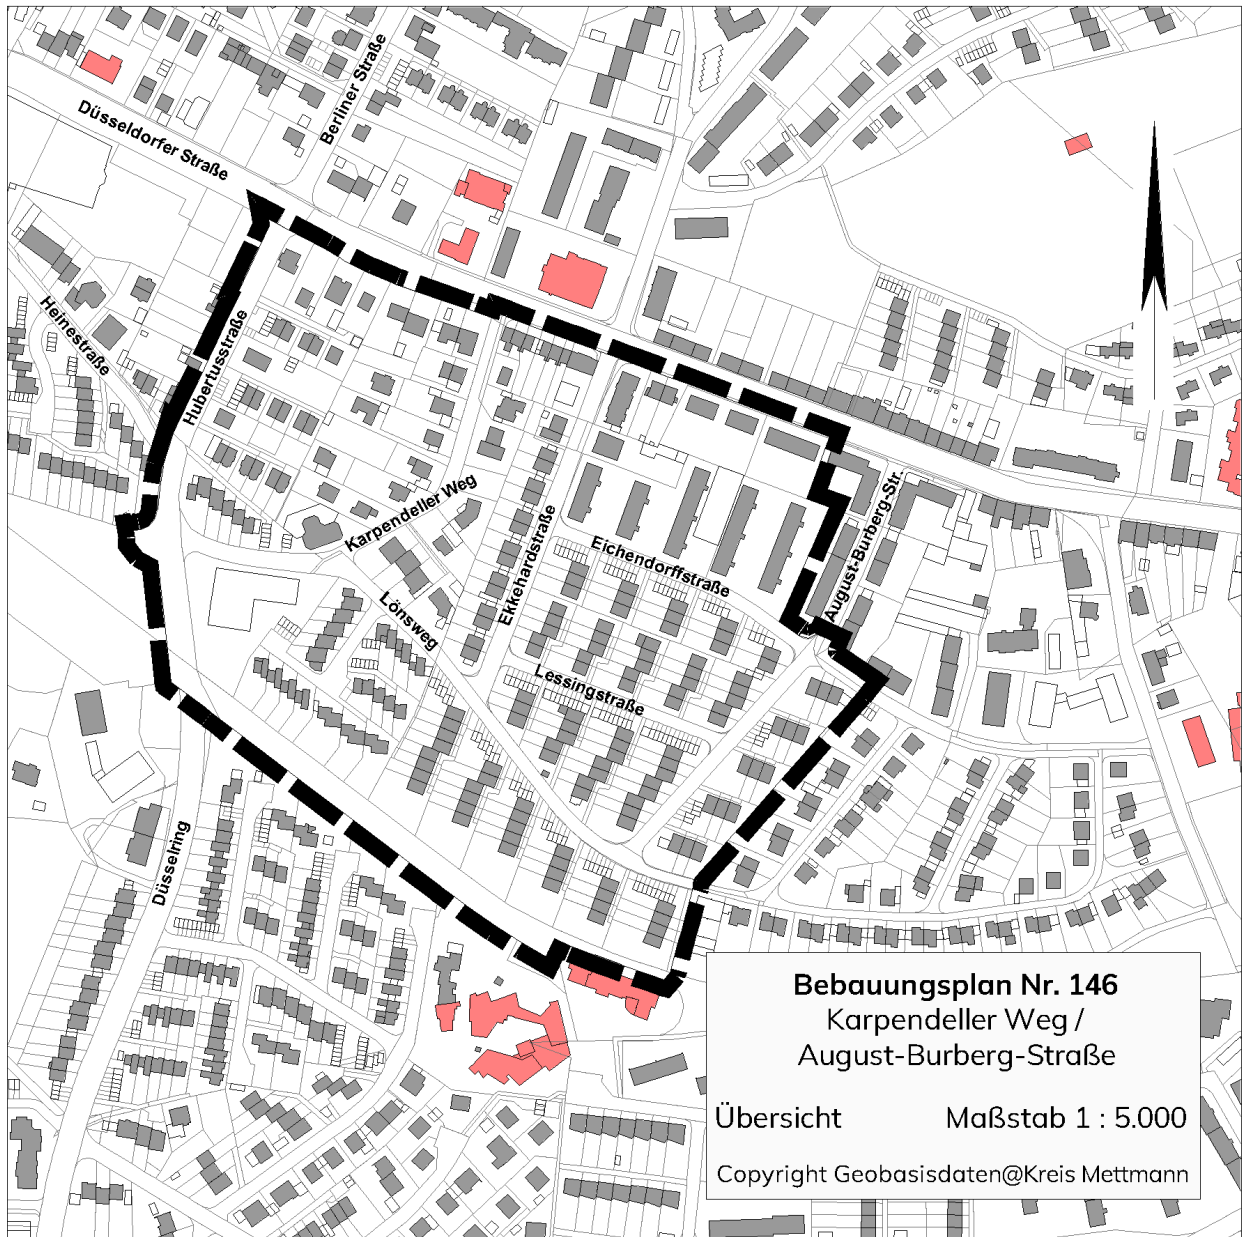 Berliner Straße
Düsseldorfer Straße
Heinestraße
Hubertusstraße
Karpendeller Weg
Ekkehardstraße
Eichendorffstraße
August-Burberg-Str.
Lönsweg
Lessingstraße
Düsselring
Bebauungsplan Nr. 146
Karpendeller Weg /
August-Burberg-Straße
Übersicht Maßstab 1 : 5.000
Copyright Geobasisdaten@Kreis Mettmann